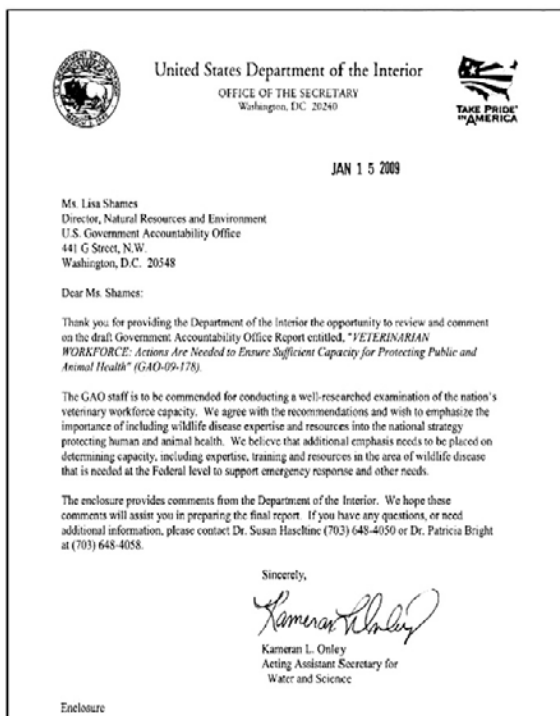 United States Department of the Interior
OFFICE OF THE SECRETARY
Washington, DC 20240
TAKE PRIDE®
IN AMERICA
JAN 15 2009
Ms. Lisa Shames
Director, Natural Resources and Environment
U.S. Government Accountability Office
441 G Street, N.W.
Washington, D.C. 20548
Dear Ms. Shames:
Thank you for providing the Department of the Interior the opportunity to review and comment
on the draft Government Accountability Office Report entitled, "VETERINARIAN
WORKFORCE: Actions Are Needed to Ensure Sufficient Capacity for Protecting Public and
Animal Health" (GAO-09-178).
The GAO staff is to be commended for conducting a well-researched examination of the nation's
veterinary workforce capacity. We agree with the recommendations and wish to emphasize the
importance of including wildlife disease expertise and resources into the national strategy
protecting human and animal health. We believe that additional emphasis needs to be placed on
determining capacity, including expertise, training and resources in the area of wildlife disease
that is needed at the Federal level to support emergency response and other needs.
The enclosure provides comments from the Department of the Interior. We hope these
comments will assist you in preparing the final report. If you have any questions, or need
additional information, please contact Dr. Susan Haseltine (703) 648-4050 or Dr. Patricia Bright
at (703) 648-4058.
Sincerely,
Kameran L. Onley
Kameran L. Onley
Acting Assistant Secretary for
Water and Science
Enclosure